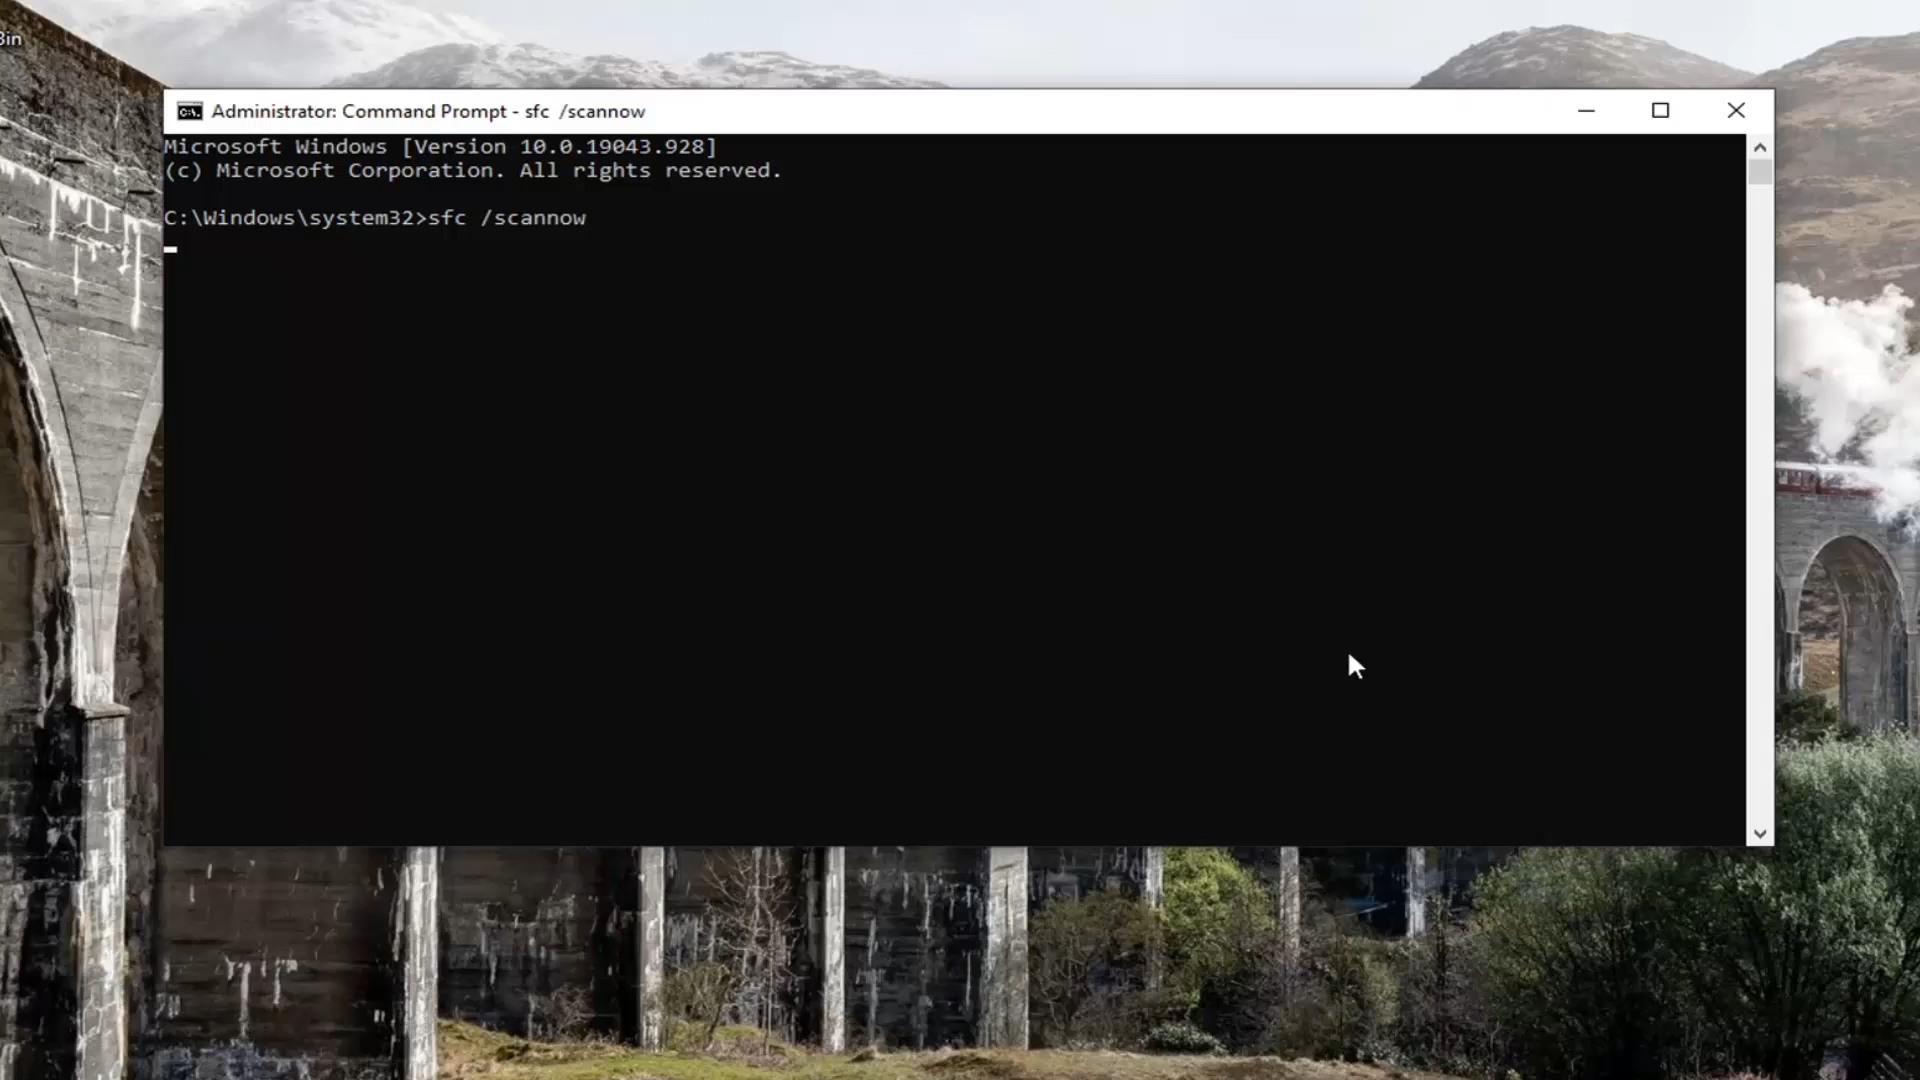 Bin
Administrator: Command Prompt - sfc  /scannow
Microsoft Windows [Version 10.0.19043.928]
(c) Microsoft Corporation. All rights reserved.
C:\Windows\system32>sfc /scannow